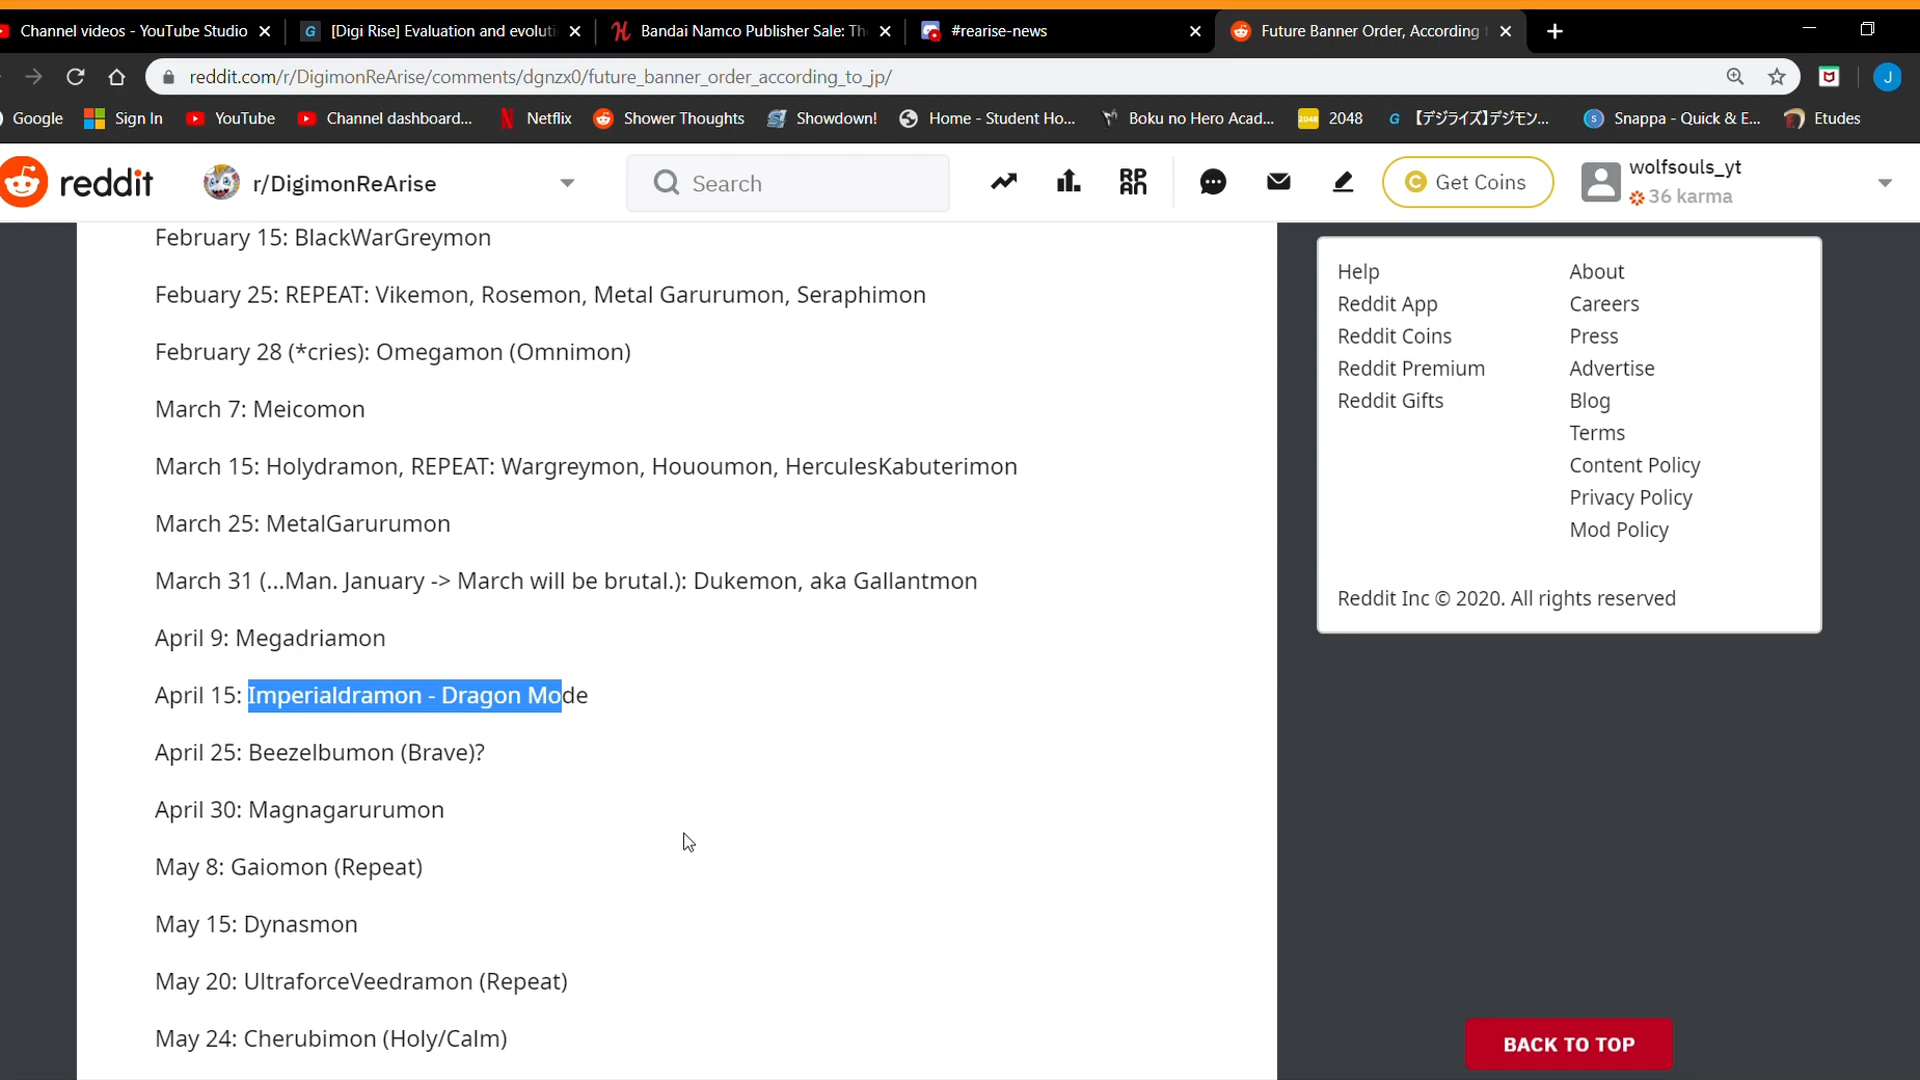 Channel videos - YouTube Studio
[Digi Rise] Evaluation and evoluti
Bandai Namco Publisher Sale: Th
#rearise-news
Future Banner Order, According t
reddit.com/r/DigimonReArise/comments/dgnzx0/future_banner_order_according_to_jp/
J
Google
Sign In
YouTube
Channel dashboard...
Netflix
Shower Thoughts
Showdown!
Home - Student Ho...
Boku no Hero Acad...
2048
2048
【デジライズ】デジモン...
Snappa - Quick & E...
Etudes
reddit
r/DigimonReArise
Search
RPAN
Get Coins
wolfsouls_yt
36 karma
February 15: BlackWarGreymon
Febuary 25: REPEAT: Vikemon, Rosemon, Metal Garurumon, Seraphimon
February 28 (*cries): Omegamon (Omnimon)
March 7: Meicomon
March 15: Holydramon, REPEAT: Wargreymon, Hououmon, HerculesKabuterimon
March 25: MetalGarurumon
March 31 (...Man. January -> March will be brutal.): Dukemon, aka Gallantmon
April 9: Megadriamon
April 15: Imperialdramon - Dragon Mode
April 25: Beezelbumon (Brave)?
April 30: Magnagarurumon
May 8: Gaiomon (Repeat)
May 15: Dynasmon
May 20: UltraforceVeedramon (Repeat)
May 24: Cherubimon (Holy/Calm)
Help
Reddit App
Reddit Coins
Reddit Premium
Reddit Gifts
About
Careers
Press
Advertise
Blog
Terms
Content Policy
Privacy Policy
Mod Policy
Reddit Inc © 2020. All rights reserved
BACK TO TOP